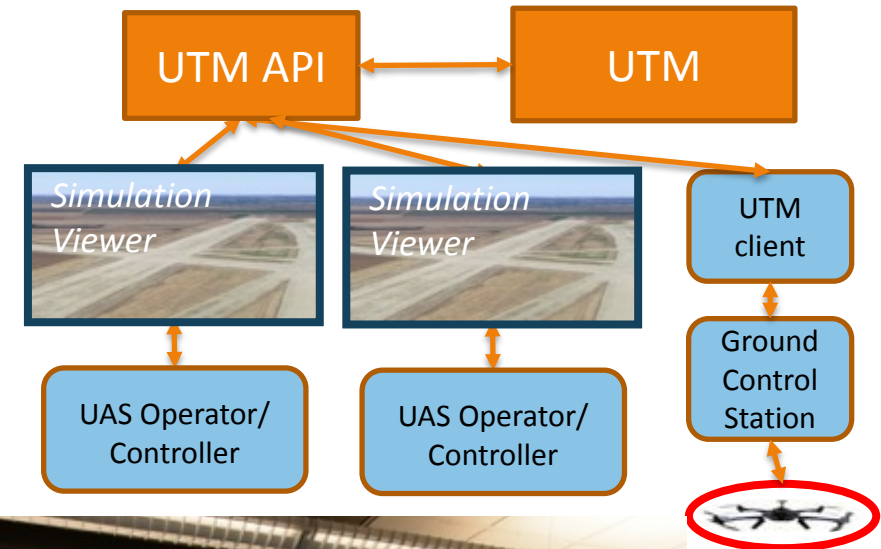 UTM API
UTM
Simulation
Viewer
Simulation
Viewer
UTM
client
UAS Operator/
Controller
UAS Operator/
Controller
Ground
Control
Station